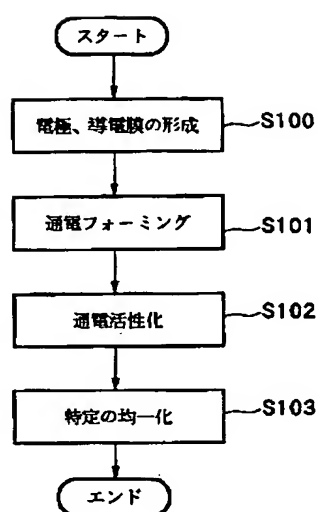 スタート
電極、導電膜の形成
S100
通電フォーミング
S101
通電活性化
S102
特定の均一化
S103
エンド